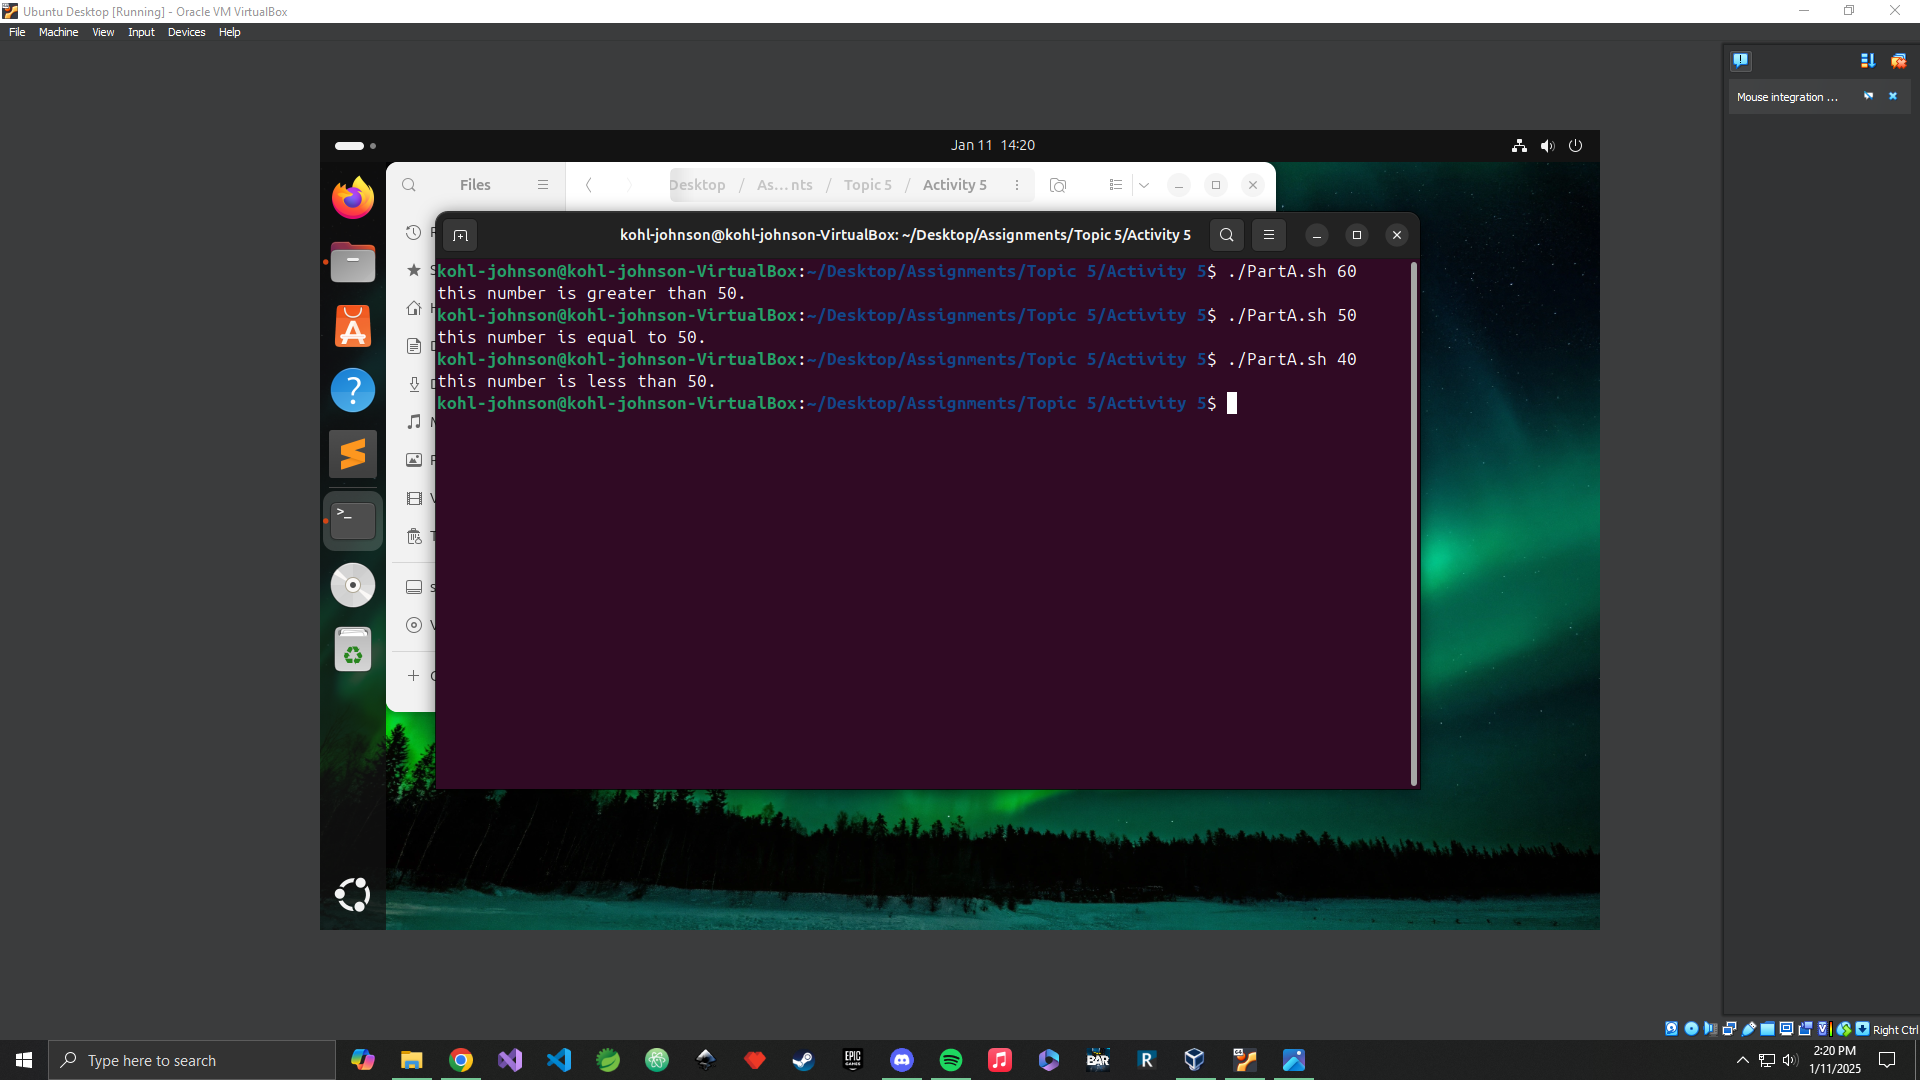 Ubuntu Desktop [Running] - Oracle VM VirtualBox
File Machine View Input Devices Help
Mouse integration ...
Jan 11 14:20
Files
Desktop / As...nts / Topic 5 / Activity 5
kohl-johnson@kohl-johnson-VirtualBox: ~/Desktop/Assignments/Topic 5/Activity 5
kohl-johnson@kohl-johnson-VirtualBox:~/Desktop/Assignments/Topic 5/Activity 5$ ./PartA.sh 60
this number is greater than 50.
kohl-johnson@kohl-johnson-VirtualBox:~/Desktop/Assignments/Topic 5/Activity 5$ ./PartA.sh 50
this number is equal to 50.
kohl-johnson@kohl-johnson-VirtualBox:~/Desktop/Assignments/Topic 5/Activity 5$ ./PartA.sh 40
this number is less than 50.
kohl-johnson@kohl-johnson-VirtualBox:~/Desktop/Assignments/Topic 5/Activity 5$
Right Ctrl
Type here to search
EPIC GAMES
BAR
R
2:20 PM
1/11/2025